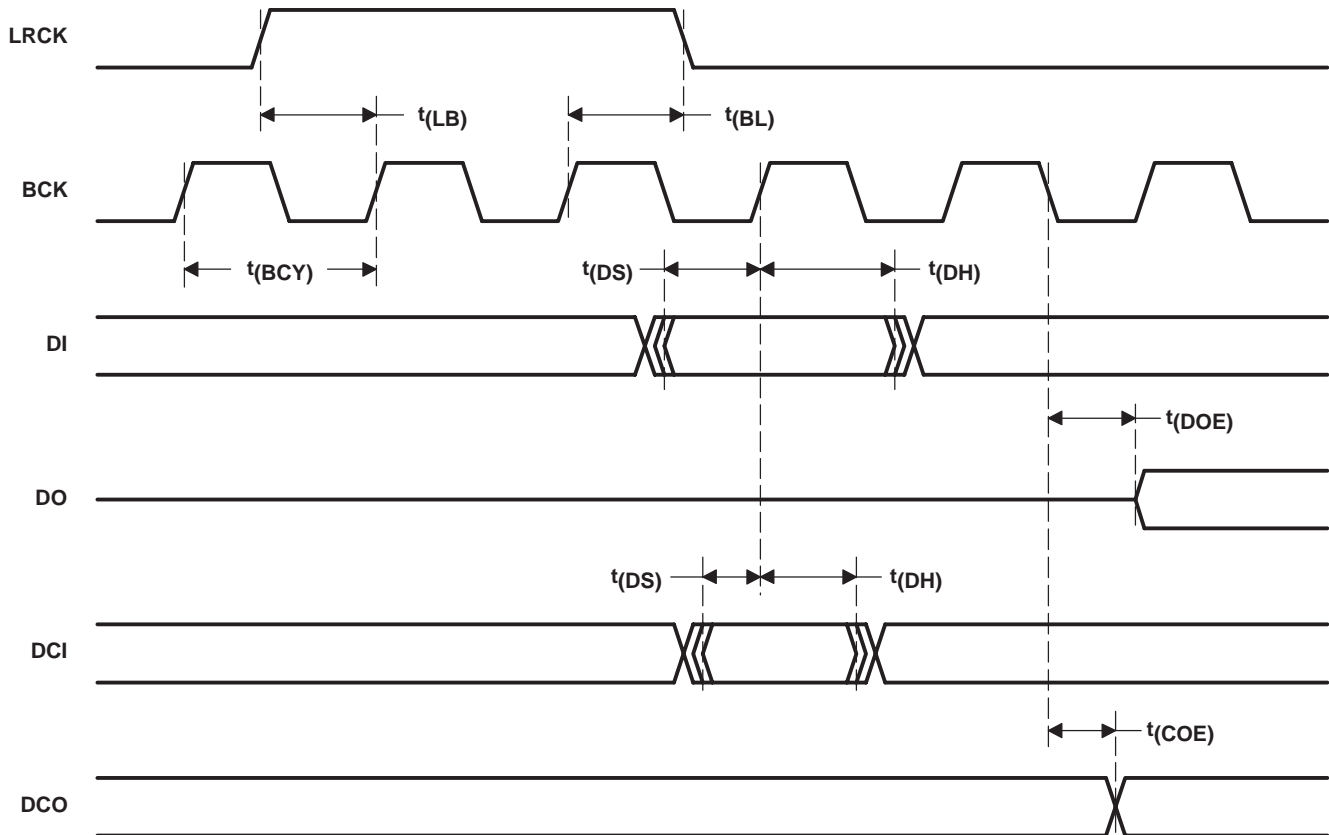 LRCK
t(LB)
t(BL)
BCK
t(BCY)
t(DS)
t(DH)
DI
t(DOE)
DO
t(DS)
t(DH)
DCI
t(COE)
DCO